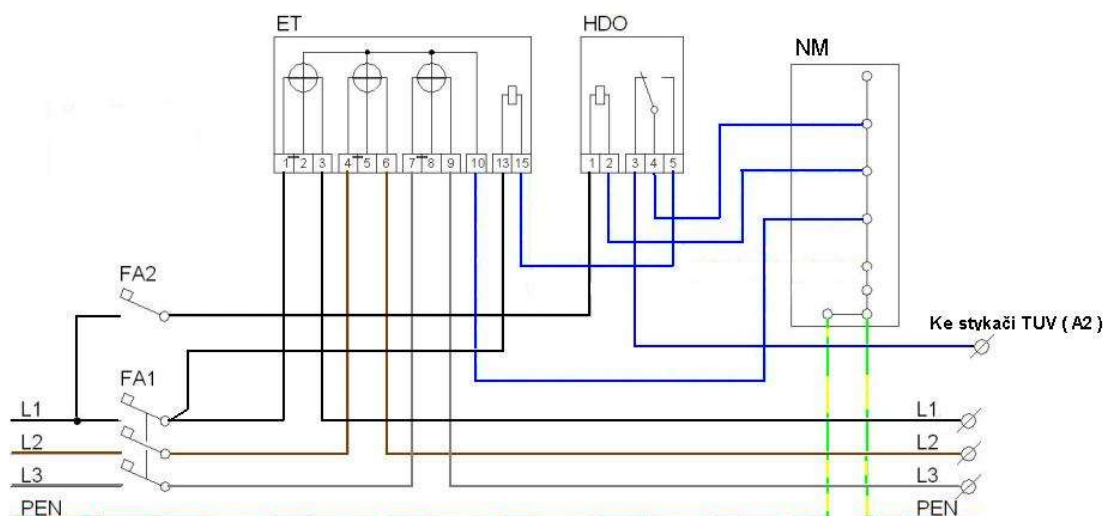 ET
HDO
NM
1 2 3 4 5 6 7 8 9 10 13 15
1 2 3 4 5
FA2
Ke stykači TUV ( A2 )
FA1
L1
L1
L2
L2
L3
L3
PEN
PEN